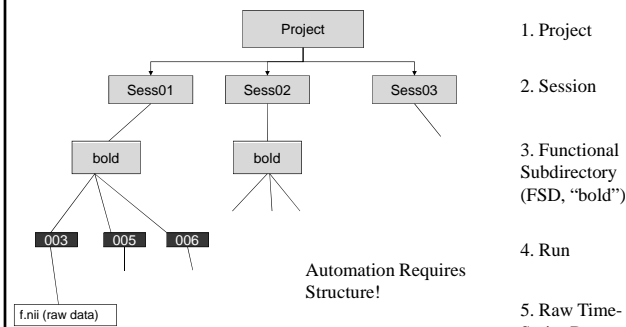 Project
1. Project
Sess01
Sess02
Sess03
2. Session
bold
bold
3. Functional
Subdirectory
(FSD, “bold”)
003
005
006
4. Run
Automation Requires
Structure!
f.nii (raw data)
5. Raw Time-